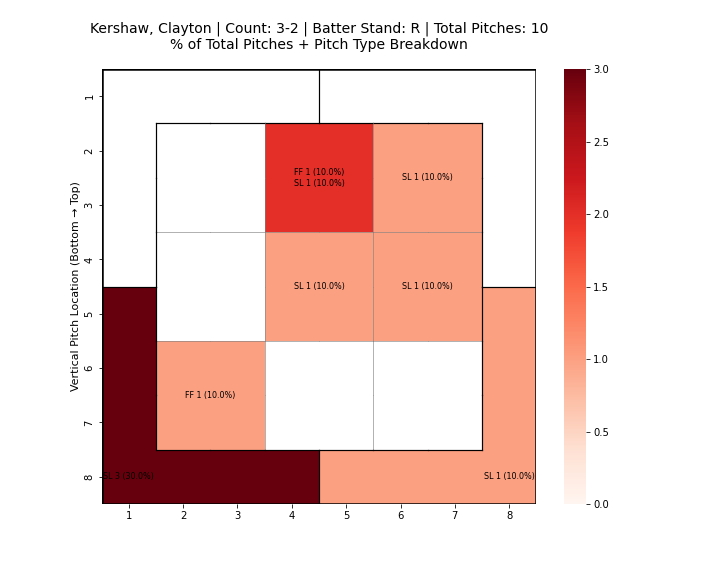 Kershaw, Clayton | Count: 3-2 | Batter Stand: R | Total Pitches: 10
% of Total Pitches + Pitch Type Breakdown
Vertical Pitch Location (Bottom → Top)
1
2
3
4
5
6
7
8
FF 1 (10.0%)
SL 1 (10.0%)
SL 1 (10.0%)
SL 1 (10.0%)
SL 1 (10.0%)
FF 1 (10.0%)
SL 3 (30.0%)
SL 1 (10.0%)
1 2 3 4 5 6 7 8
3.0
2.5
2.0
1.5
1.0
0.5
0.0